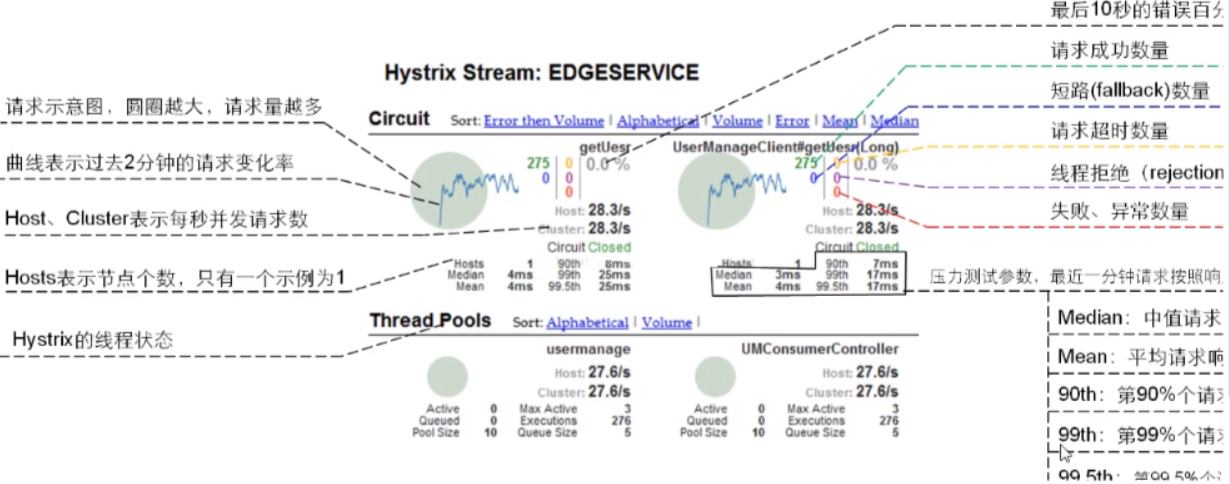 最后10秒的错误百分
请求成功数量
短路(fallback)数量
请求超时数量
线程拒绝（rejection
失败、异常数量
请求示意图，圆圈越大，请求量越多
曲线表示过去2分钟的请求变化率
Host、Cluster表示每秒并发请求数
Hosts表示节点个数，只有一个示例为1
Hystrix的线程状态
Hystrix Stream: EDGESERVICE
Circuit Sort: Error then Volume | Alphabetical | Volume | Error | Mean | Median
getUesr
275 0 0.0 %
0 0
0
Host: 28.3/s
Cluster: 28.3/s
Circuit Closed
Hosts 1 90th 8ms
Median 4ms 99th 25ms
Mean 4ms 99.5th 25ms
UserManageClient#getUesr(Long)
275 0 0.0 %
0 0
0
Host: 28.3/s
Cluster: 28.3/s
Circuit Closed
Hosts 1 90th 7ms
Median 3ms 99th 17ms
Mean 4ms 99.5th 17ms
Thread Pools Sort: Alphabetical | Volume |
usermanage
Host: 27.6/s
Cluster: 27.6/s
Active 0 Max Active 3
Queued 0 Executions 276
Pool Size 10 Queue Size 5
UMConsumerController
Host: 27.6/s
Cluster: 27.6/s
Active 0 Max Active 3
Queued 0 Executions 276
Pool Size 10 Queue Size 5
压力测试参数，最近一分钟请求按照响
Median：中值请求
Mean：平均请求响
90th：第90%个请
99th：第99%个请
99.5th：第99.5%个